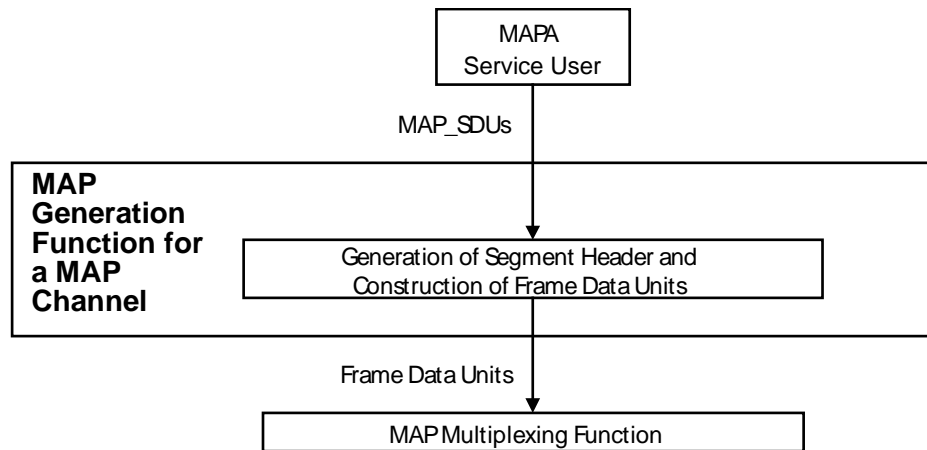 MAPA
Service User
MAP_SDUs
MAP
Generation
Function for
a MAP
Channel
Generation of Segment Header and
Construction of Frame Data Units
Frame Data Units
MAP Multiplexing Function